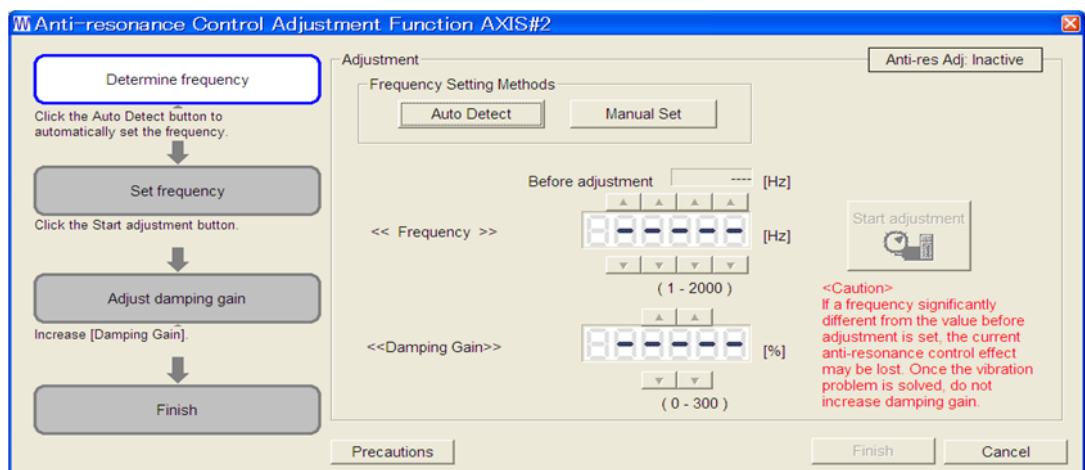 Anti-resonance Control Adjustment Function AXIS#2
Determine frequency
Click the Auto Detect button to
automatically set the frequency.
Set frequency
Click the Start adjustment button.
Adjust damping gain
Increase [Damping Gain].
Finish
Adjustment
Anti-res Adj: Inactive
Frequency Setting Methods
Auto Detect
Manual Set
Before adjustment
----
[Hz]
<< Frequency >>
-----
[Hz]
( 1 - 2000 )
<<Damping Gain>>
-----
[%]
( 0 - 300 )
Start adjustment
<Caution>
If a frequency significantly
different from the value before
adjustment is set, the current
anti-resonance control effect
may be lost. Once the vibration
problem is solved, do not
increase damping gain.
Precautions
Finish
Cancel